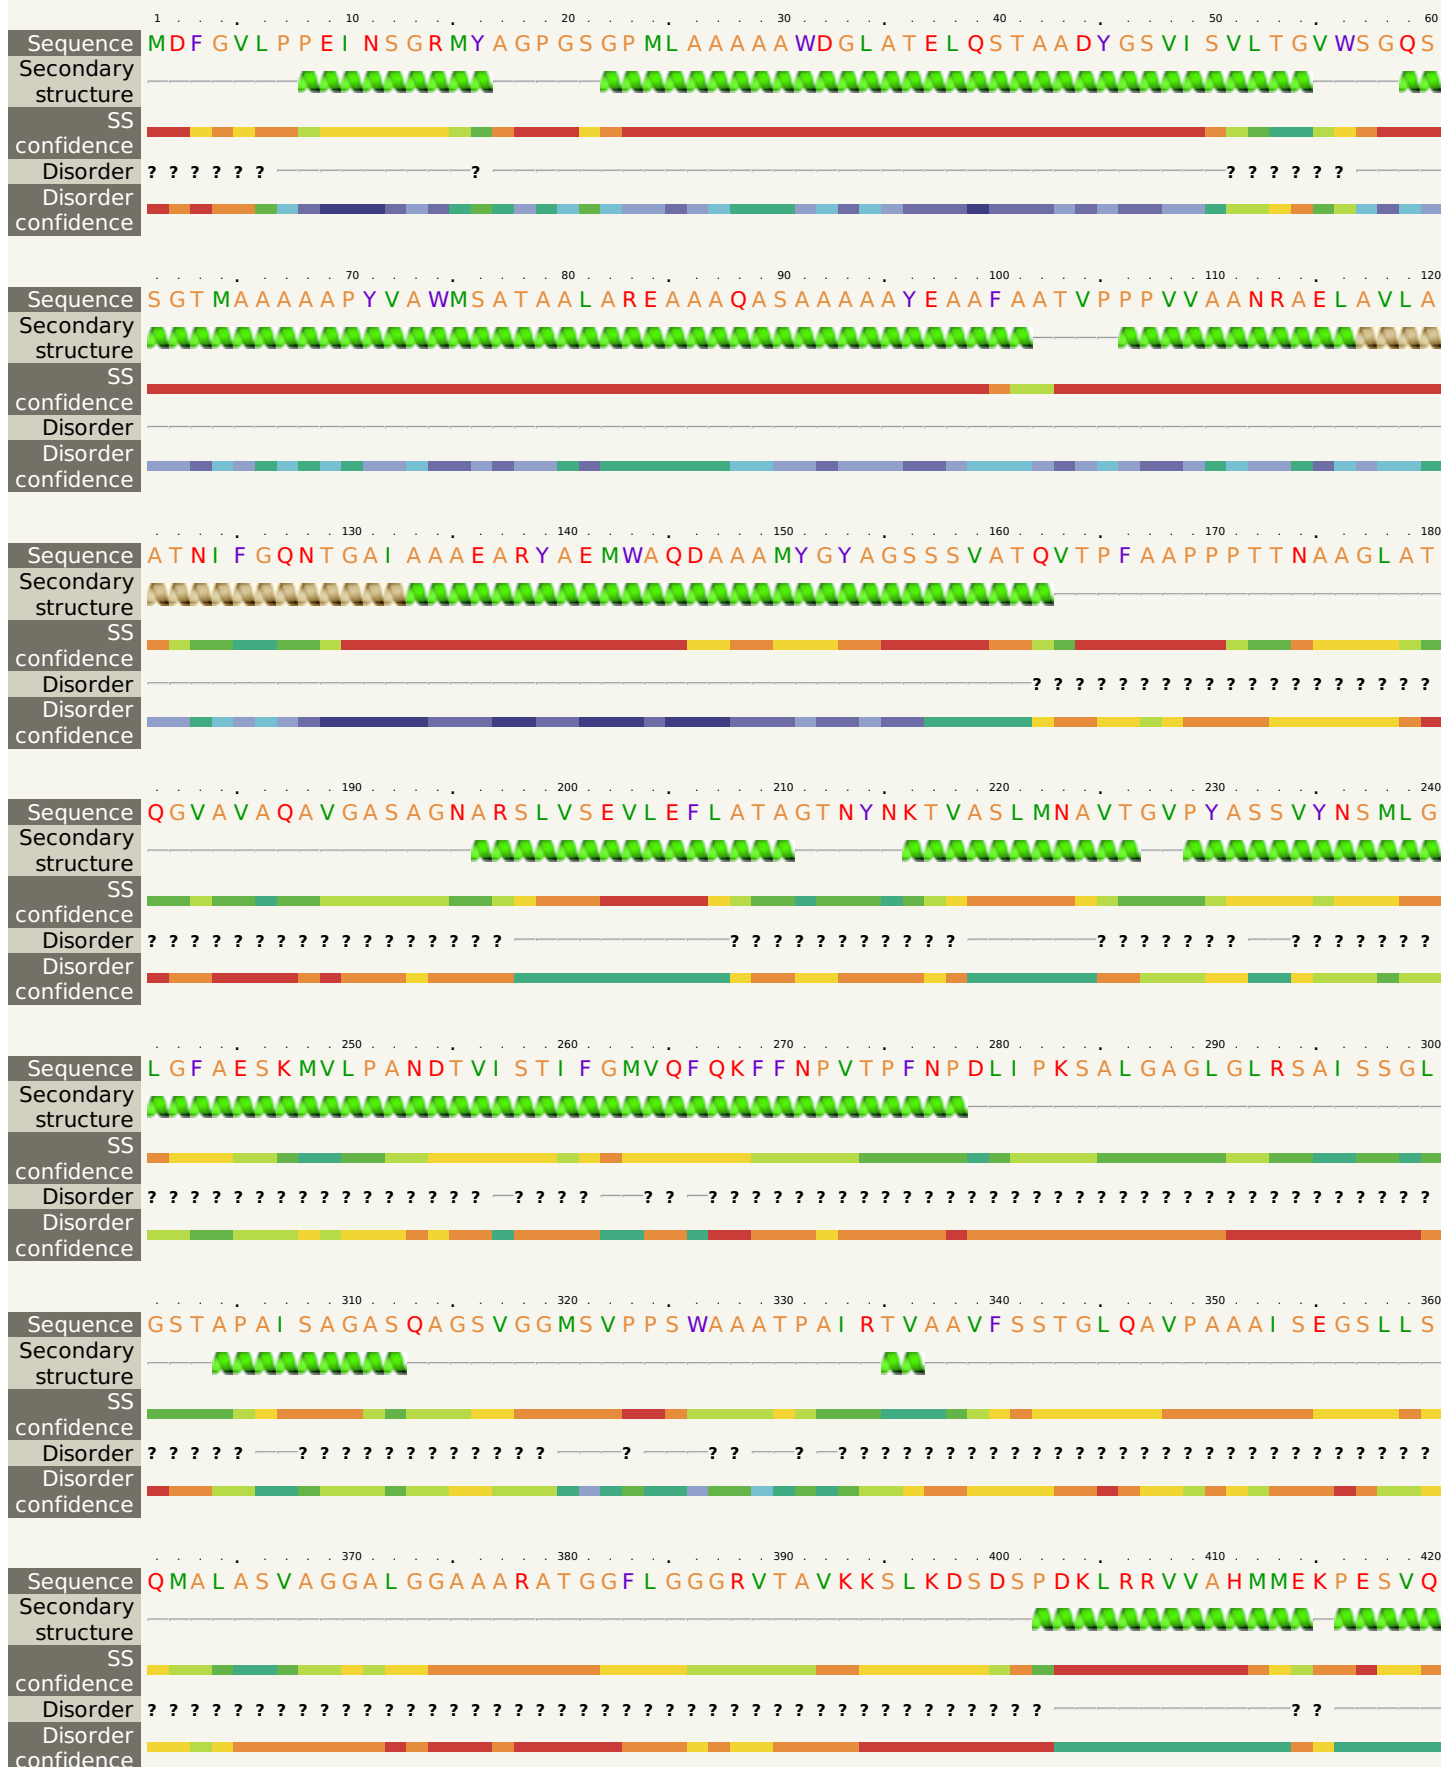 1 10 20 30 40 50 60
Sequence MDFGVLPPEINSGRMYAGPGSGPMLAAAAAWDGLATELQSTAADYGSVISVLTGVWSGQS
Secondary
structure
SS
confidence
Disorder ? ? ? ? ? ? ? ? ? ? ? ? ?
Disorder
confidence
70 80 90 100 110 120
Sequence SGTMAAAAAPYVAWMSATAALAREAAAQASAAAAAYEAAFAATVPPPVVAANRAELAVLA
Secondary
structure
SS
confidence
Disorder
Disorder
confidence
130 140 150 160 170 180
Sequence ATNIFGQNTGAIAAAEARYAEMWAQDAAAMYGYAGSSSVATQVTPFAAPPPTTNAAGLAT
Secondary
structure
SS
confidence
Disorder ? ? ? ? ? ? ? ? ? ? ? ? ? ? ? ? ? ? ?
Disorder
confidence
190 200 210 220 230 240
Sequence QGVAVAQAVGASAGNARSLVSEVLEFLATAGTNYNKTVASLMNAVTGVPYASSVYNSMLG
Secondary
structure
SS
confidence
Disorder ? ? ? ? ? ? ? ? ? ? ? ? ? ? ? ? ? ? ? ? ? ? ? ? ? ? ? ? ? ? ? ? ? ? ? ? ? ? ? ? ? ?
Disorder
confidence
250 260 270 280 290 300
Sequence LGFAESKMVLPANDTVISTIFGMVQFQKFFNPVTPFNPDLIPKSALGAGLGLRSAISSGL
Secondary
structure
SS
confidence
Disorder ? ? ? ? ? ? ? ? ? ? ? ? ? ? ? ? ? ? ? ? ? ? ? ? ? ? ? ? ? ? ? ? ? ? ? ? ? ? ? ? ? ? ? ? ? ? ? ? ? ? ? ? ? ? ? ?
Disorder
confidence
310 320 330 340 350 360
Sequence GSTAPAISAGASQAGSVGGMSVPPSWAAATPAIRTVAAVFSSTGLQAVPAAAISEGSLLS
Secondary
structure
SS
confidence
Disorder ? ? ? ? ? ? ? ? ? ? ? ? ? ? ? ? ? ? ? ? ? ? ? ? ? ? ? ? ? ? ? ? ? ? ? ? ? ? ? ? ? ? ? ? ? ? ? ? ?
Disorder
confidence
370 380 390 400 410 420
Sequence QMALASVAGGALGGAAARATGGFLGGGRVTAVKKSLKDSDSPDKLRRVVAHMMEKPESVQ
Secondary
structure
SS
confidence
Disorder ? ? ? ? ? ? ? ? ? ? ? ? ? ? ? ? ? ? ? ? ? ? ? ? ? ? ? ? ? ? ? ? ? ? ? ? ? ? ? ? ? ? ? ?
Disorder
confidence